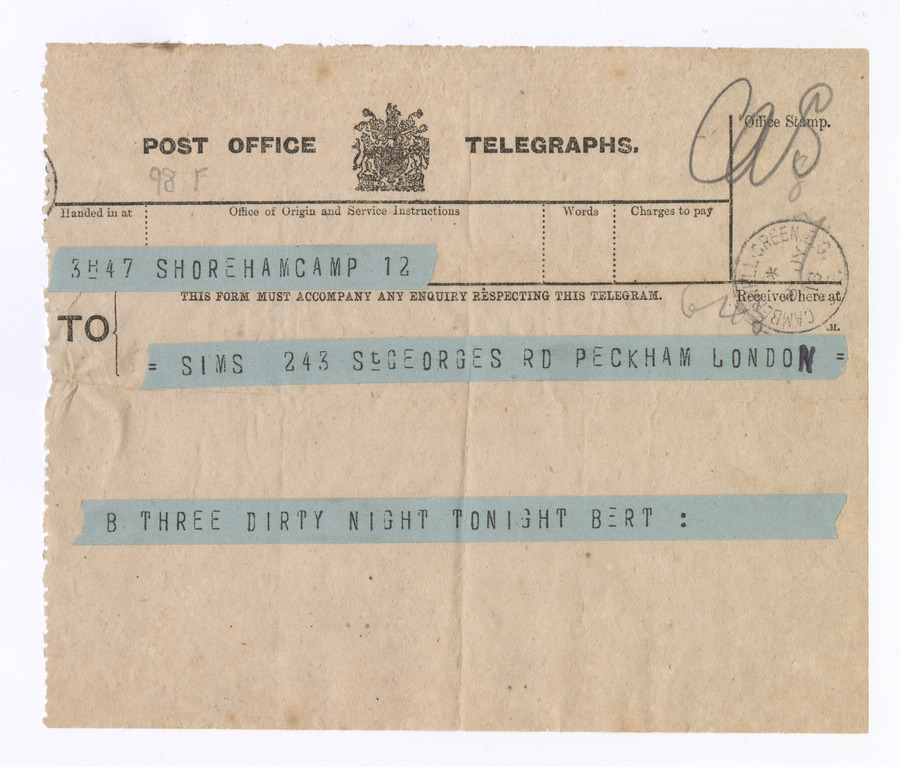 POST OFFICE TELEGRAPHS.
Office Stamp.
Handed in at Office of Origin and Service Instructions Words Charges to pay
3H47 SHOREHAMCAMP 12
THIS FORM MUST ACCOMPANY ANY ENQUIRY RESPECTING THIS TELEGRAM.
Received here at
TO
= SIMS 243 StGEORGES RD PECKHAM LONDON =
B THREE DIRTY NIGHT TONIGHT BERT :
CAMBERWELL GREEN